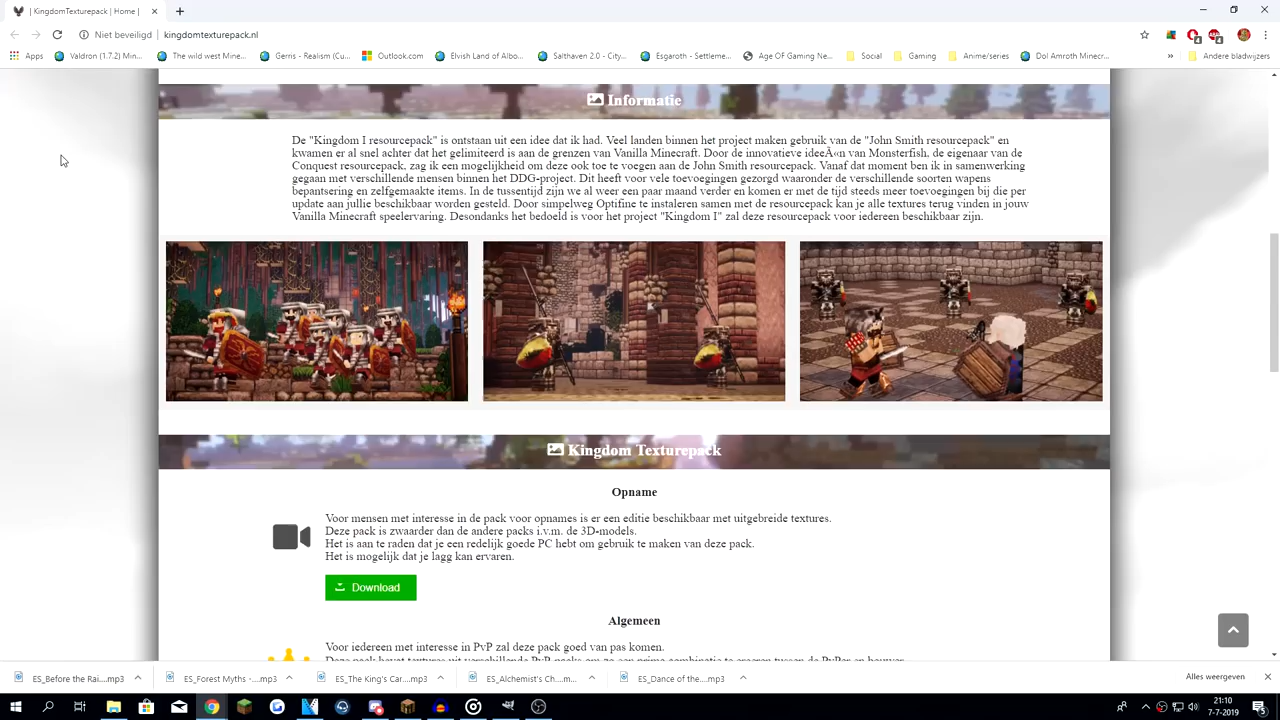 | KingdomTexturepack | Home |
Niet beveiligd | kingdomtexturepack.nl
Apps Valdron (1.7.2) Min... The wild west Mine... Gerris - Realism (Cu... Outlook.com Elvish Land of Albo... Salthaven 2.0 - City... Esgaroth - Settleme... Age OF Gaming Ne... Social Gaming Anime/series Dol Amroth Minecr... » Andere bladwijzers
Informatie
De "Kingdom I resourcepack" is ontstaan uit een idee dat ik had. Veel landen binnen het project maken gebruik van de "John Smith resourcepack" en
kwamen er al snel achter dat het gelimiteerd is aan de grenzen van Vanilla Minecraft. Door de innovatieve ideeÃ«n van Monsterfish, de eigenaar van de
Conquest resourcepack, zag ik een mogelijkheid om deze ook toe te voegen aan de John Smith resourcepack. Vanaf dat moment ben ik in samenwerking
gegaan met verschillende mensen binnen het DDG-project. Dit heeft voor vele toevoegingen gezorgd waaronder de verschillende soorten wapens
bepantsering en zelfgemaakte items. In de tussentijd zijn we al weer een paar maand verder en komen er met de tijd steeds meer toevoegingen bij die per
update aan jullie beschikbaar worden gesteld. Door simpelweg Optifine te instaleren samen met de resourcepack kan je alle textures terug vinden in jouw
Vanilla Minecraft speelervaring. Desondanks het bedoeld is voor het project "Kingdom I" zal deze resourcepack voor iedereen beschikbaar zijn.
Kingdom Texturepack
Opname
Voor mensen met interesse in de pack voor opnames is er een editie beschikbaar met uitgebreide textures.
Deze pack is zwaarder dan de andere packs i.v.m. de 3D-models.
Het is aan te raden dat je een redelijk goede PC hebt om gebruik te maken van deze pack.
Het is mogelijk dat je lagg kan ervaren.
Download
Algemeen
Voor iedereen met interesse in PvP zal deze pack goed van pas komen.
ES_Before the Rai....mp3 ES_Forest Myths -....mp3 ES_The King's Car....mp3 ES_Alchemist's Ch....m... ES_Dance of the....mp3 Alles weergeven
21:10
7-7-2019